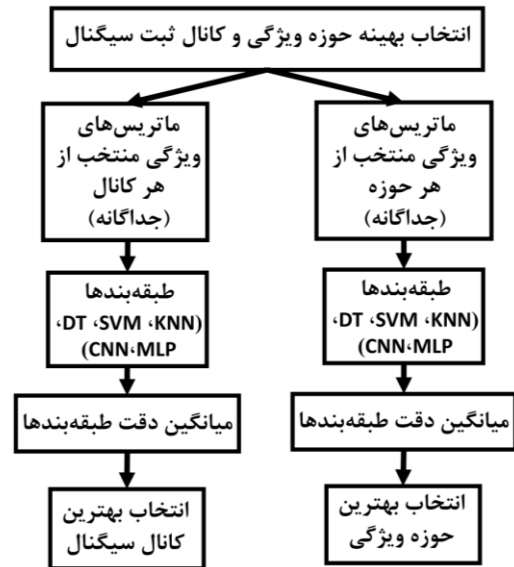 انتخاب بهینه حوزه ویژگی و کانال ثبت سیگنال
ماتریس‌های
ویژگی منتخب از
هر حوزه
(جداگانه)
طبقه‌بندها
(KNN، SVM، DT،
MLP،CNN)
میانگین دقت طبقه‌بندها
انتخاب بهترین
حوزه ویژگی
ماتریس‌های
ویژگی منتخب از
هر کانال
(جداگانه)
طبقه‌بندها
(KNN، SVM، DT،
MLP،CNN)
میانگین دقت طبقه‌بندها
انتخاب بهترین
کانال سیگنال